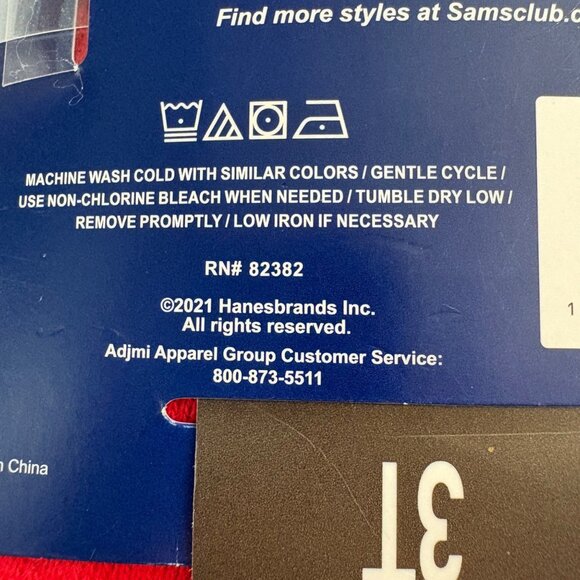 Find more styles at Samsclub.c
MACHINE WASH COLD WITH SIMILAR COLORS / GENTLE CYCLE /
USE NON-CHLORINE BLEACH WHEN NEEDED / TUMBLE DRY LOW /
REMOVE PROMPTLY / LOW IRON IF NECESSARY
RN# 82382
©2021 Hanesbrands Inc.
All rights reserved.
Adjmi Apparel Group Customer Service:
800-873-5511
1
China
3T